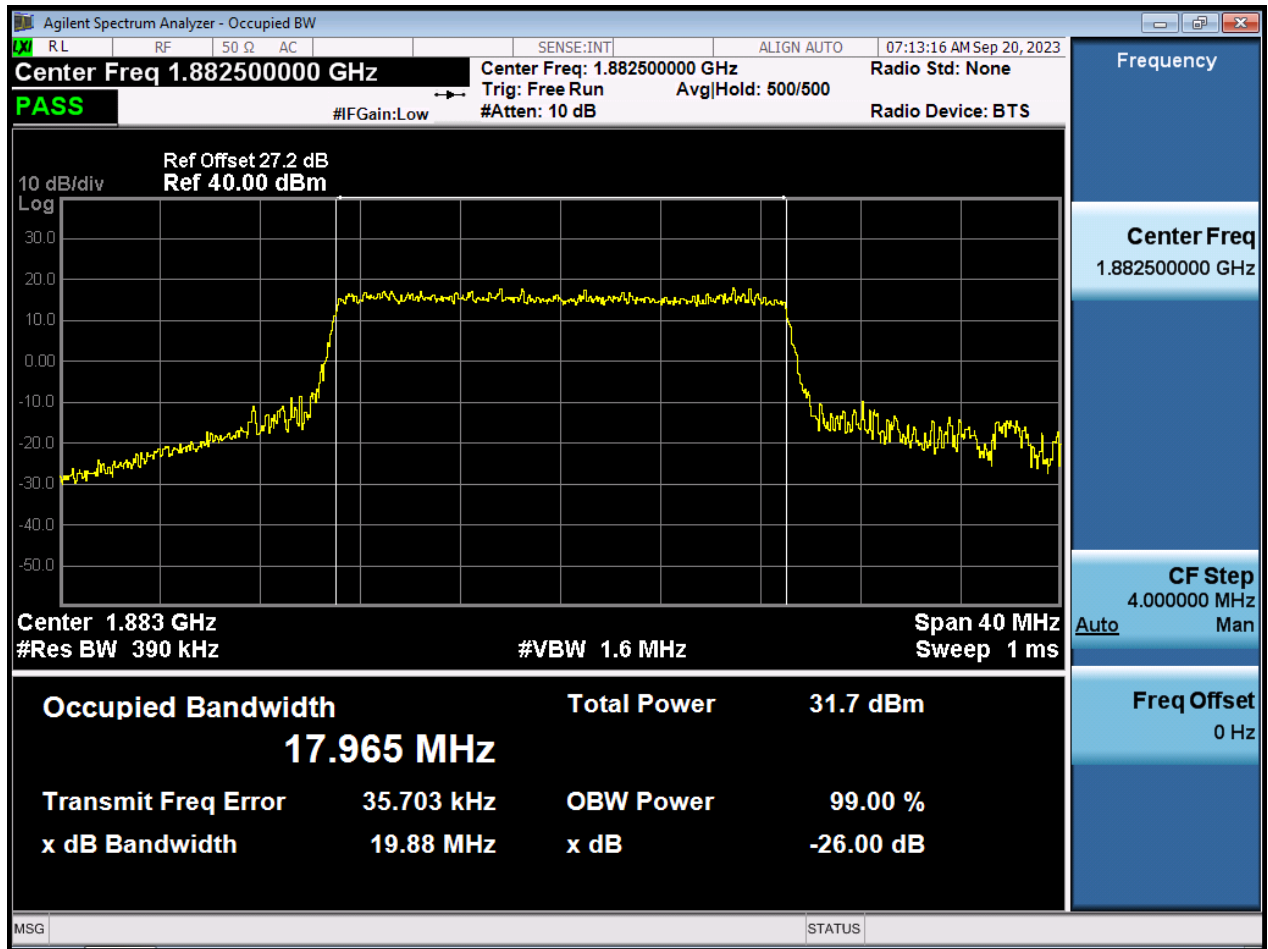 Agilent Spectrum Analyzer - Occupied BW
LXI RL RF 50 Ω AC SENSE:INT ALIGN AUTO 07:13:16 AM Sep 20, 2023
Center Freq 1.882500000 GHz
Center Freq: 1.882500000 GHz
Radio Std: None
Trig: Free Run Avg|Hold: 500/500
PASS
#IFGain:Low
#Atten: 10 dB
Radio Device: BTS
Ref Offset 27.2 dB
10 dB/div Ref 40.00 dBm
Log
30.0
20.0
10.0
0.00
-10.0
-20.0
-30.0
-40.0
-50.0
Center 1.883 GHz Span 40 MHz
#Res BW 390 kHz #VBW 1.6 MHz Sweep 1 ms
Occupied Bandwidth Total Power 31.7 dBm
17.965 MHz
Transmit Freq Error 35.703 kHz OBW Power 99.00 %
x dB Bandwidth 19.88 MHz x dB -26.00 dB
MSG STATUS
Frequency
Center Freq
1.882500000 GHz
CF Step
4.000000 MHz
Auto Man
Freq Offset
0 Hz